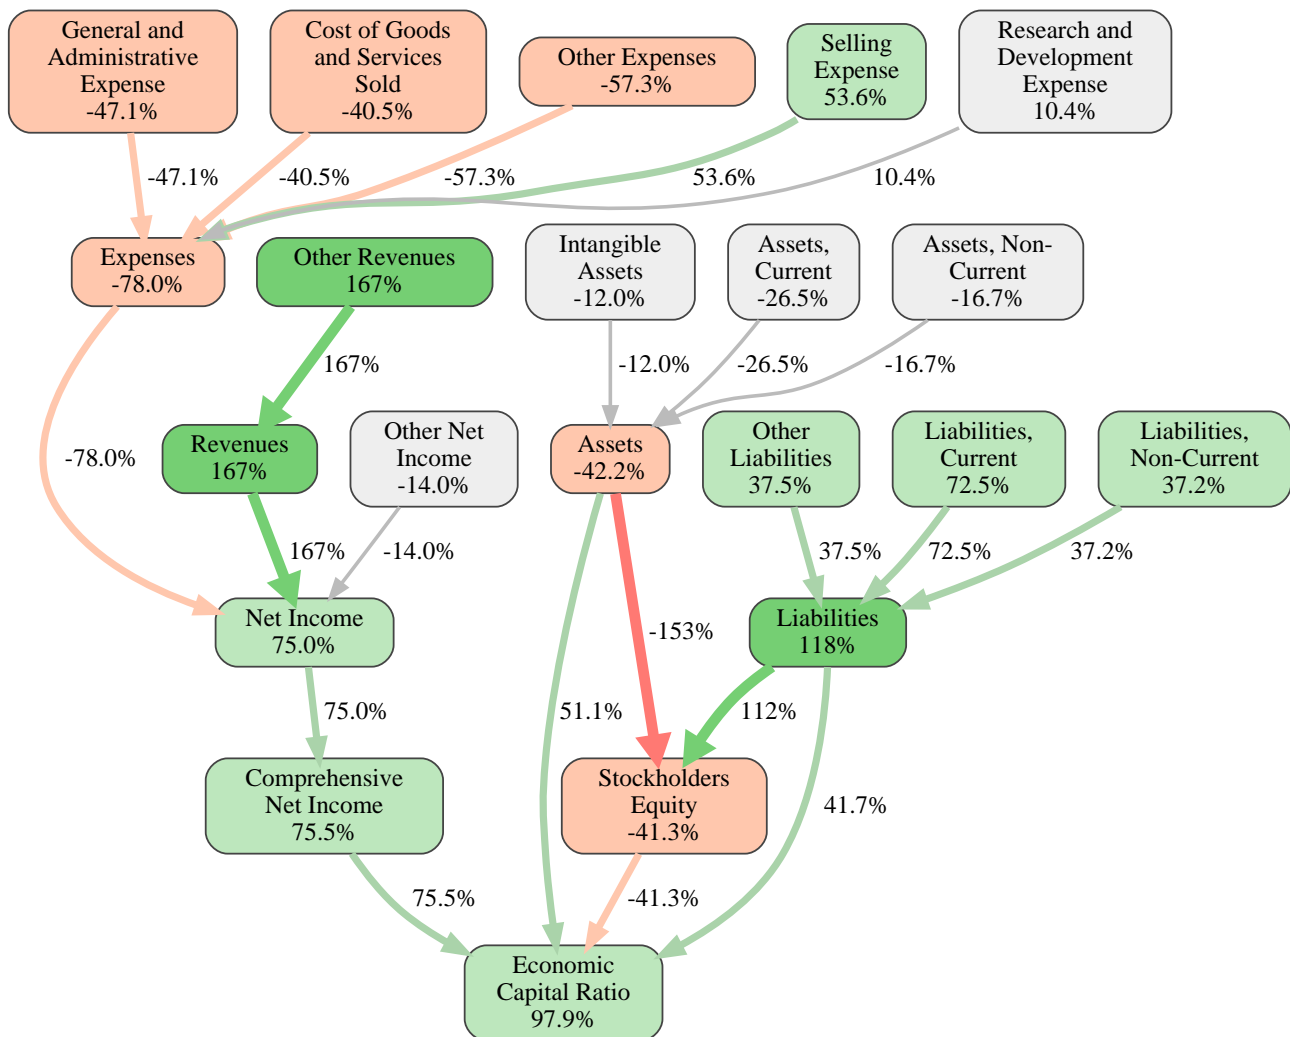 General and
Administrative
Expense
-47.1%
Cost of Goods
and Services
Sold
-40.5%
Other Expenses
-57.3%
Selling
Expense
53.6%
Research and
Development
Expense
10.4%
-47.1%
-40.5%
-57.3%
53.6%
10.4%
Expenses
-78.0%
Other Revenues
167%
Intangible
Assets
-12.0%
Assets,
Current
-26.5%
Assets, Non-
Current
-16.7%
167%
-12.0%
-26.5%
-16.7%
-78.0%
Revenues
167%
Other Net
Income
-14.0%
Assets
-42.2%
Other
Liabilities
37.5%
Liabilities,
Current
72.5%
Liabilities,
Non-Current
37.2%
167%
-14.0%
37.5%
72.5%
37.2%
Net Income
75.0%
-153%
Liabilities
118%
75.0%
51.1%
112%
Comprehensive
Net Income
75.5%
Stockholders
Equity
-41.3%
41.7%
75.5%
-41.3%
Economic
Capital Ratio
97.9%